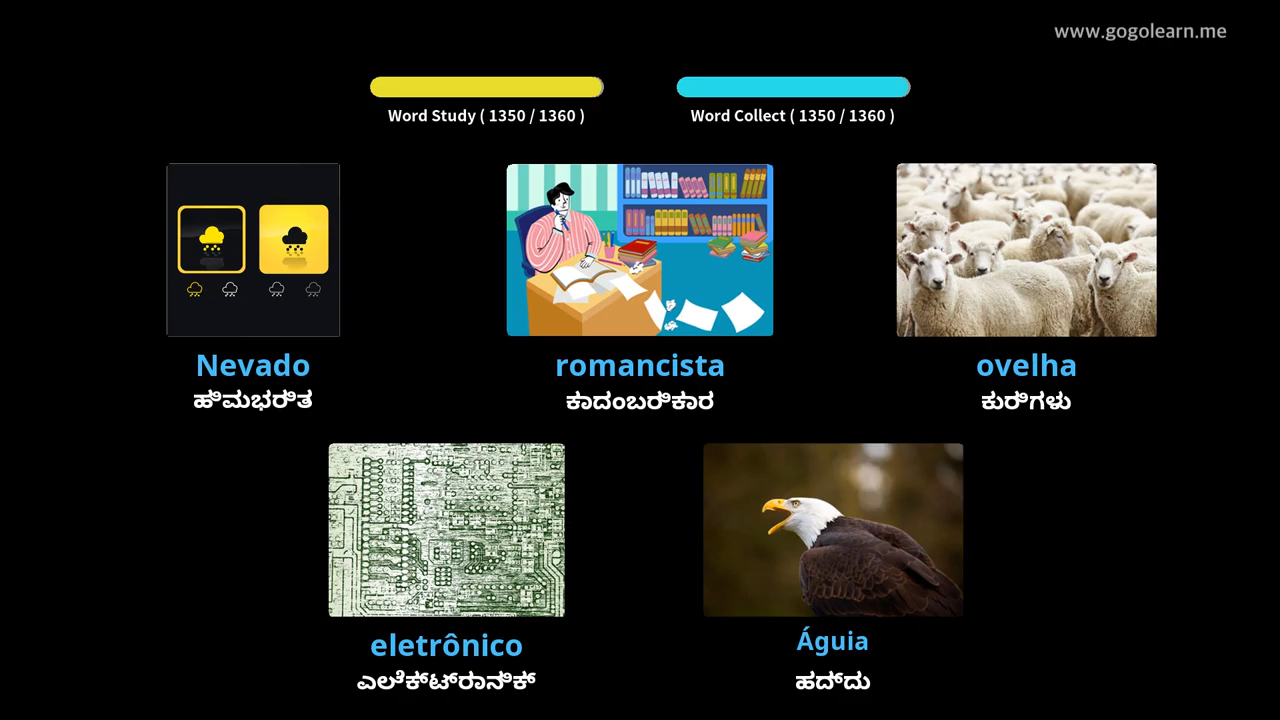 www.gogolearn.me
Word Study ( 1350 / 1360 )
Word Collect ( 1350 / 1360 )
Nevado
ಹಿಮಭರಿತ
romancista
ಕಾದಂಬರಿಕಾರ
ovelha
ಕುರಿಗಳು
eletrônico
ಎಲೆಕ್ಟ್ರಾನಿಕ್
Águia
ಹದ್ದು